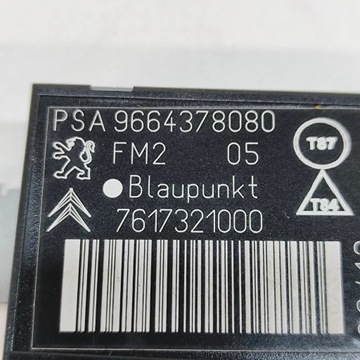 PSA 9664378080
FM2 05
T87
Blaupunkt
7617321000
T84